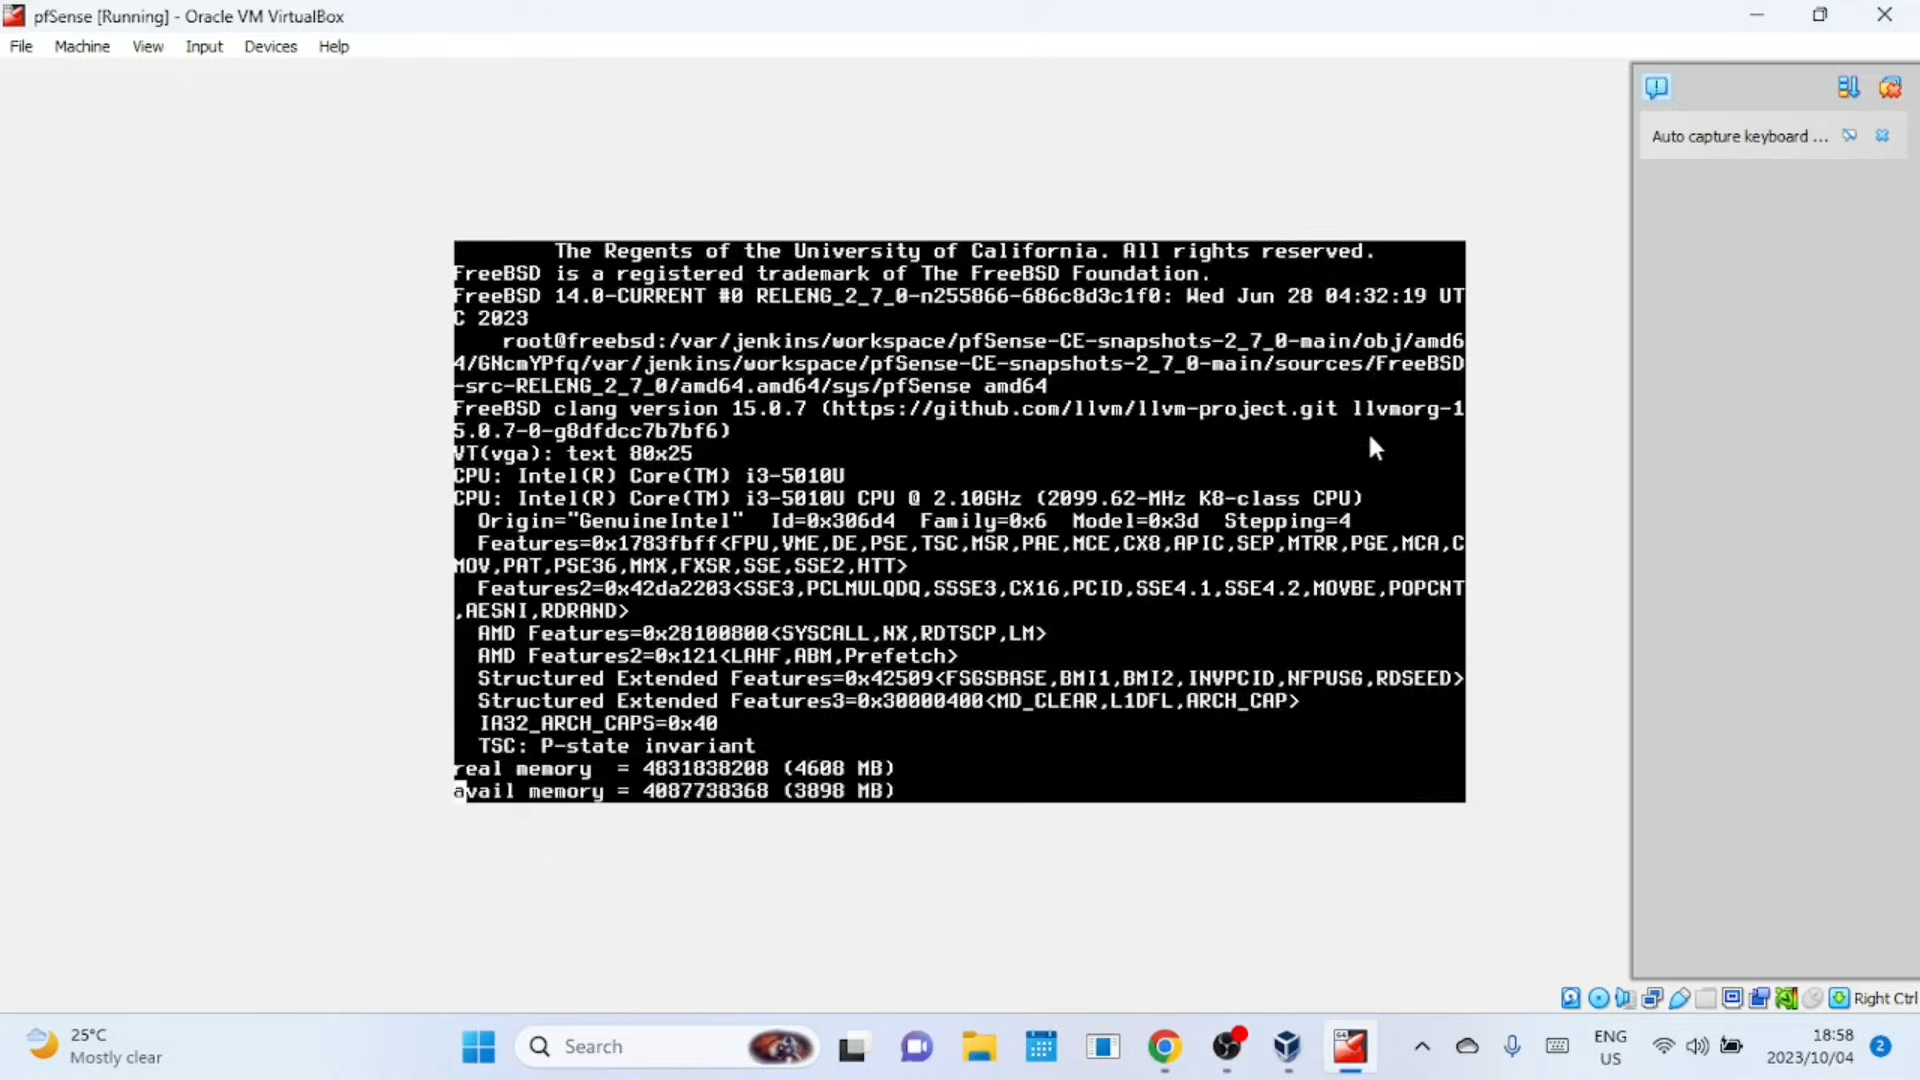 pfSense [Running] - Oracle VM VirtualBox
File Machine View Input Devices Help
Auto capture keyboard ...
The Regents of the University of California. All rights reserved.
FreeBSD is a registered trademark of The FreeBSD Foundation.
FreeBSD 14.0-CURRENT #0 RELENG_2_7_0-n255866-686c8d3c1f0: Wed Jun 28 04:32:19 UT
C 2023
root@freebsd:/var/jenkins/workspace/pfSense-CE-snapshots-2_7_0-main/obj/amd6
4/GNcmYPfq/var/jenkins/workspace/pfSense-CE-snapshots-2_7_0-main/sources/FreeBSD
-src-RELENG_2_7_0/amd64.amd64/sys/pfSense amd64
FreeBSD clang version 15.0.7 (https://github.com/llvm/llvm-project.git llvmorg-1
5.0.7-0-g8dfdcc7b7bf6)
VT(vga): text 80x25
CPU: Intel(R) Core(TM) i3-5010U
CPU: Intel(R) Core(TM) i3-5010U CPU @ 2.10GHz (2099.62-MHz K8-class CPU)
Origin="GenuineIntel" Id=0x306d4 Family=0x6 Model=0x3d Stepping=4
Features=0x1783fbff<FPU,VME,DE,PSE,TSC,MSR,PAE,MCE,CX8,APIC,SEP,MTRR,PGE,MCA,C
MOV,PAT,PSE36,MMX,FXSR,SSE,SSE2,HTT>
Features2=0x42da2203<SSE3,PCLMULQDQ,SSSE3,CX16,PCID,SSE4.1,SSE4.2,MOVBE,POPCNT
,AESNI,RDRAND>
AMD Features=0x28100800<SYSCALL,NX,RDTSCP,LM>
AMD Features2=0x121<LAHF,ABM,Prefetch>
Structured Extended Features=0x42509<FSGSBASE,BMI1,BMI2,INVPCID,NFPUSG,RDSEED>
Structured Extended Features3=0x30000400<MD_CLEAR,L1DFL,ARCH_CAP>
IA32_ARCH_CAPS=0x40
TSC: P-state invariant
real memory = 4831838208 (4608 MB)
avail memory = 4087738368 (3898 MB)
Right Ctrl
25°C
Mostly clear
Search
64
ENG
US
18:58
2023/10/04
2